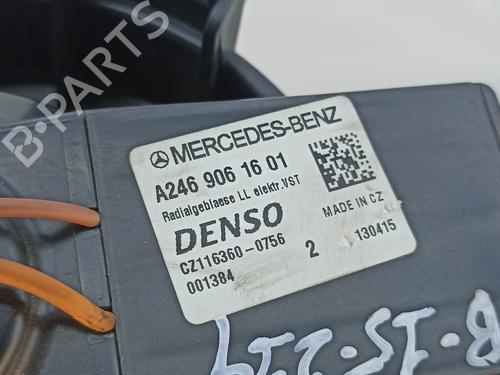 B-PARTS
MERCEDES-BENZ
A246 906 16 01
Radialgeblaese LL elektr.VST
DENSO
MADE IN CZ
CZ116360-0756
2
130415
001384